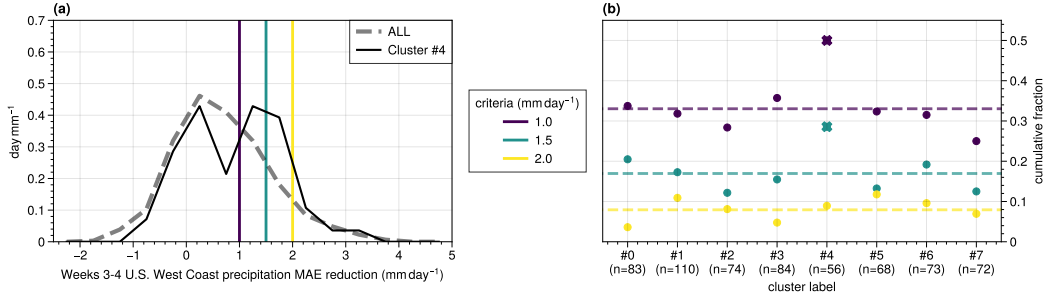 (a)
0.7
0.6
0.5
0.4
0.3
0.2
0.1
0
day mm⁻¹
ALL
Cluster #4
−2
−1
0
1
2
3
4
5
Weeks 3-4 U.S. West Coast precipitation MAE reduction (mm day⁻¹)
criteria (mm day⁻¹)
1.0
1.5
2.0
(b)
0.5
0.4
0.3
0.2
0.1
0
cumulative fraction
#0 #1 #2 #3 #4 #5 #6 #7
(n=83) (n=110) (n=74) (n=84) (n=56) (n=68) (n=73) (n=72)
cluster label